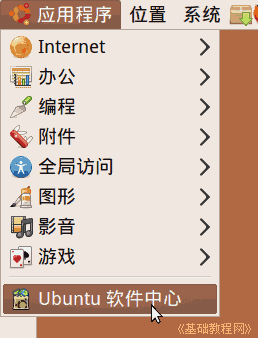 应用程序 位置 系统
Internet
办公
编程
附件
全局访问
图形
影音
游戏
Ubuntu 软件中心
《基础教程网》